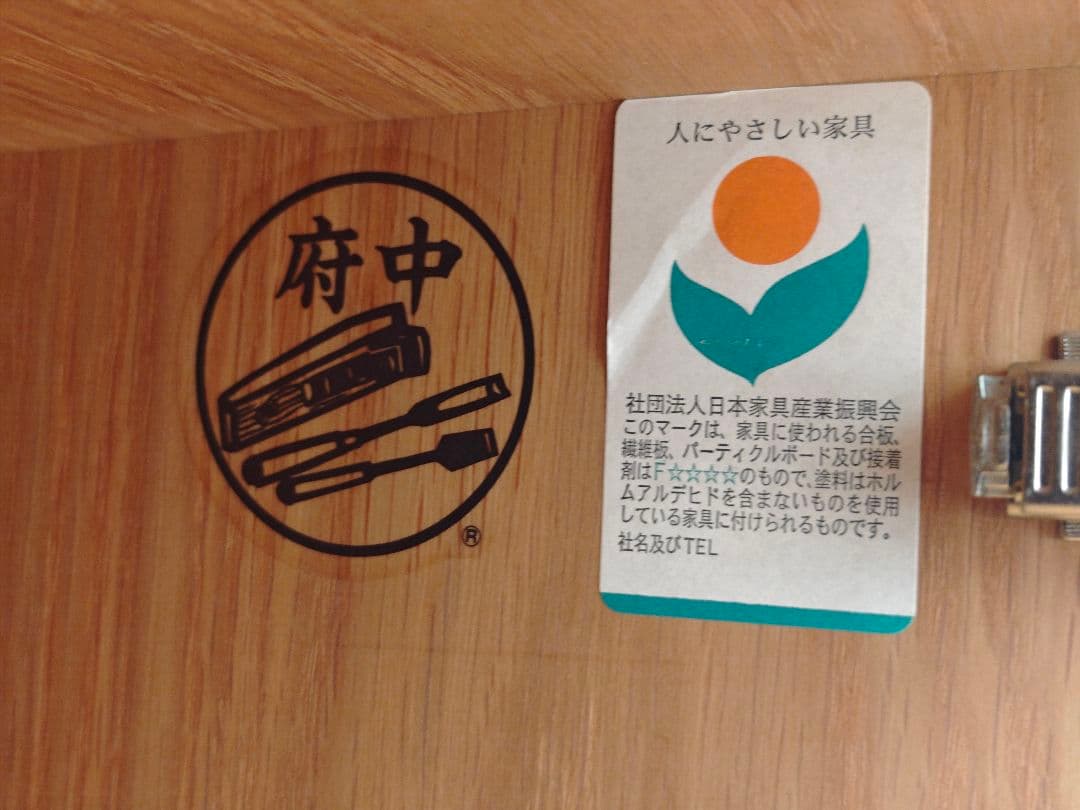 府中
®
人にやさしい家具
社団法人日本家具産業振興会
このマークは、家具に使われる合板、
繊維板、パーティクルボード及び接着
剤はF☆☆☆☆のもので、塗料はホル
ムアルデヒドを含まないものを使用
している家具に付けられるものです。
社名及びTEL